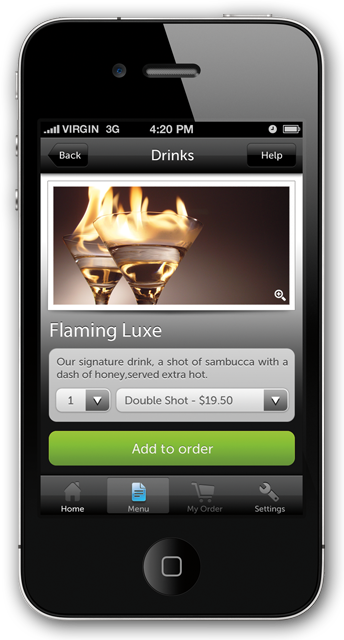 VIRGIN 3G 4:20 PM
Back Drinks Help
Flaming Luxe
Our signature drink, a shot of sambucca with a
dash of honey,served extra hot.
1 Double Shot - $19.50
Add to order
Home Menu My Order Settings